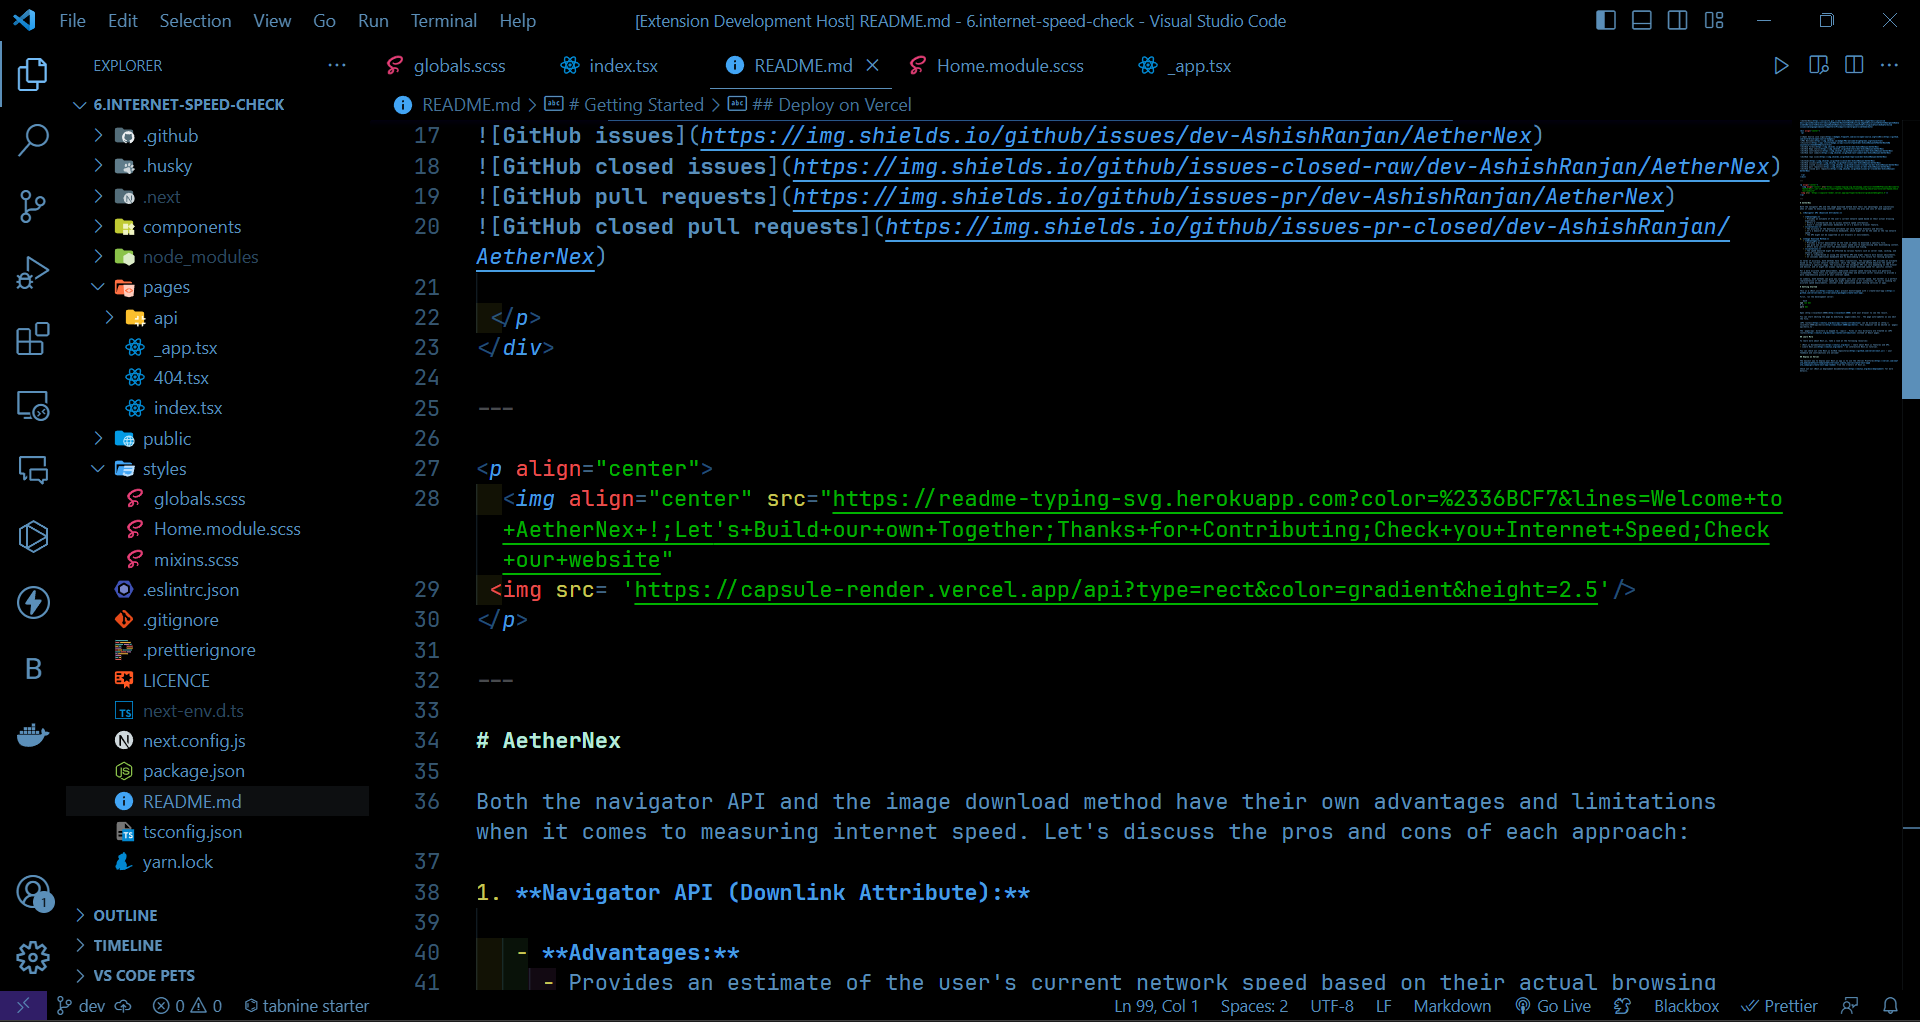 File Edit Selection View Go Run Terminal Help
[Extension Development Host] README.md - 6.internet-speed-check - Visual Studio Code
EXPLORER
6.INTERNET-SPEED-CHECK
.github
.husky
.next
components
node_modules
pages
api
_app.tsx
404.tsx
index.tsx
public
styles
globals.scss
Home.module.scss
mixins.scss
.eslintrc.json
.gitignore
.prettierignore
LICENCE
next-env.d.ts
next.config.js
package.json
README.md
tsconfig.json
yarn.lock
OUTLINE
TIMELINE
VS CODE PETS
B
1
globals.scss index.tsx README.md Home.module.scss _app.tsx
README.md > # Getting Started > ## Deploy on Vercel
17 ![GitHub issues](https://img.shields.io/github/issues/dev-AshishRanjan/AetherNex)
18 ![GitHub closed issues](https://img.shields.io/github/issues-closed-raw/dev-AshishRanjan/AetherNex)
19 ![GitHub pull requests](https://img.shields.io/github/issues-pr/dev-AshishRanjan/AetherNex)
20 ![GitHub closed pull requests](https://img.shields.io/github/issues-pr-closed/dev-AshishRanjan/
AetherNex)
21
22 </p>
23 </div>
24
25 ---
26
27 <p align="center">
28 <img align="center" src="https://readme-typing-svg.herokuapp.com?color=%2336BCF7&lines=Welcome+to
+AetherNex+!;Let's+Build+our+own+Together;Thanks+for+Contributing;Check+you+Internet+Speed;Check
+our+website"
29 <img src= 'https://capsule-render.vercel.app/api?type=rect&color=gradient&height=2.5'/>
30 </p>
31
32 ---
33
34 # AetherNex
35
36 Both the navigator API and the image download method have their own advantages and limitations
when it comes to measuring internet speed. Let's discuss the pros and cons of each approach:
37
38 1. **Navigator API (Downlink Attribute):**
39
40 - **Advantages:**
41 - Provides an estimate of the user's current network speed based on their actual browsing
dev 0 0 tabnine starter
Ln 99, Col 1 Spaces: 2 UTF-8 LF Markdown Go Live Blackbox Prettier